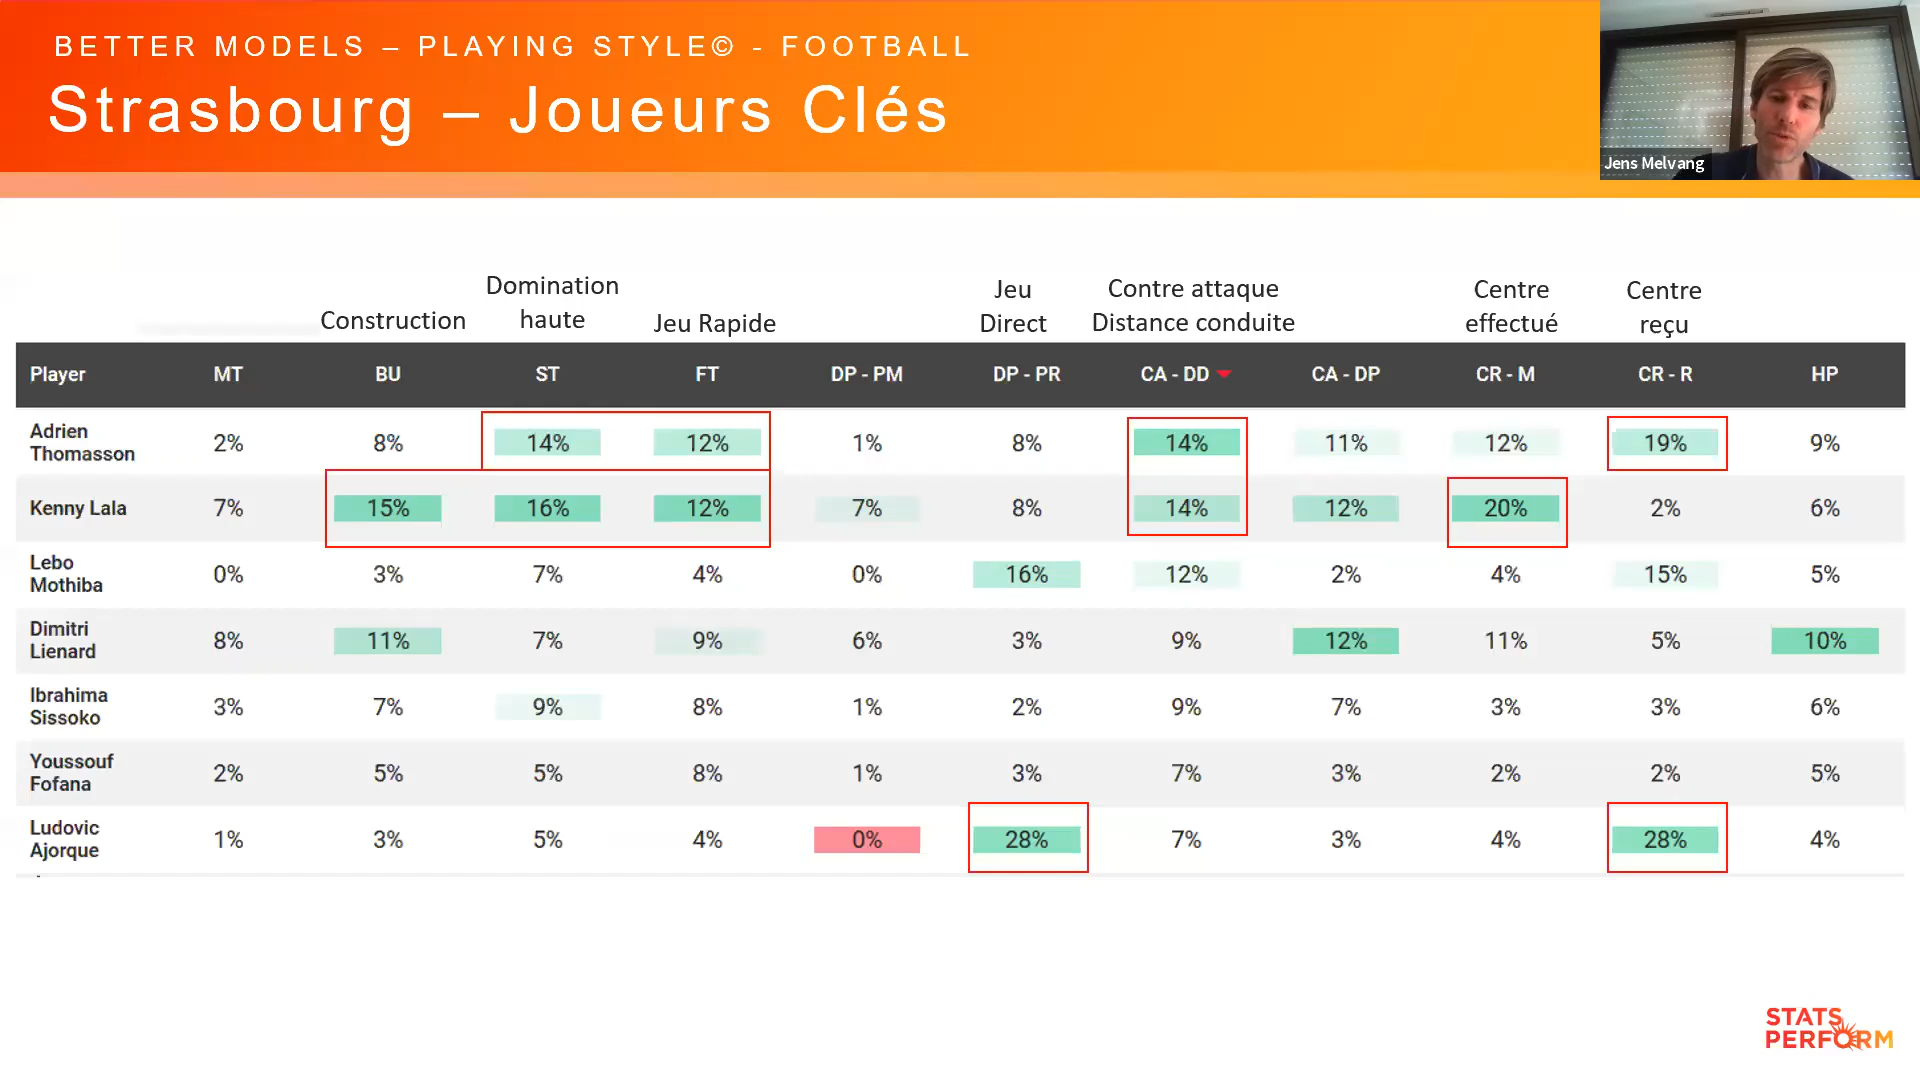 BETTER MODELS – PLAYING STYLE© - FOOTBALL
Strasbourg – Joueurs Clés
Jens Melvang
Construction
Domination
haute
Jeu Rapide
Jeu
Direct
Contre attaque
Distance conduite
Centre
effectué
Centre
reçu
Player MT BU ST FT DP - PM DP - PR CA - DD CA - DP CR - M CR - R HP
Adrien
Thomasson 2% 8% 14% 12% 1% 8% 14% 11% 12% 19% 9%
Kenny Lala 7% 15% 16% 12% 7% 8% 14% 12% 20% 2% 6%
Lebo
Mothiba 0% 3% 7% 4% 0% 16% 12% 2% 4% 15% 5%
Dimitri
Lienard 8% 11% 7% 9% 6% 3% 9% 12% 11% 5% 10%
Ibrahima
Sissoko 3% 7% 9% 8% 1% 2% 9% 7% 3% 3% 6%
Youssouf
Fofana 2% 5% 5% 8% 1% 3% 7% 3% 2% 2% 5%
Ludovic
Ajorque 1% 3% 5% 4% 0% 28% 7% 3% 4% 28% 4%
STATS
PERFORM